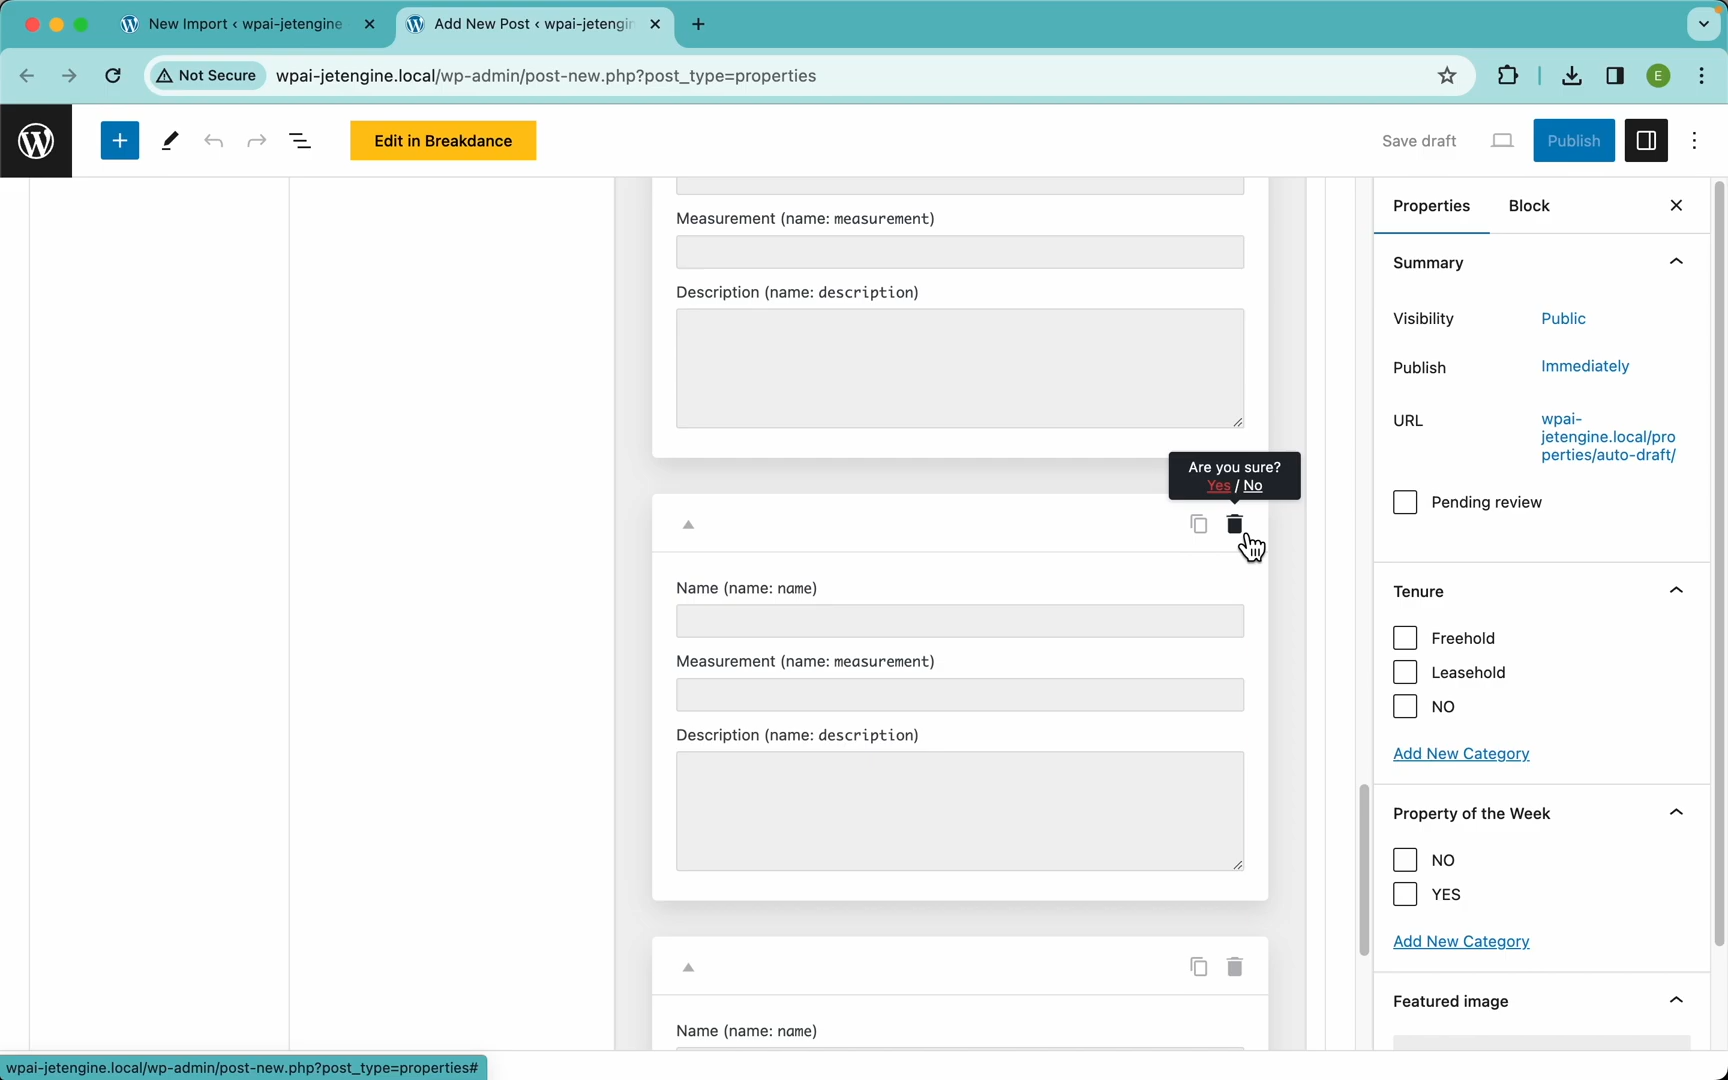 New Import ‹ wpai-jetengine
Add New Post ‹ wpai-jetengin
Not Secure
wpai-jetengine.local/wp-admin/post-new.php?post_type=properties
E
Edit in Breakdance
Save draft
Publish
Measurement (name: measurement)
Description (name: description)
Are you sure?
Yes / No
Name (name: name)
Measurement (name: measurement)
Description (name: description)
Name (name: name)
Properties
Block
Summary
Visibility
Public
Publish
Immediately
URL
wpai-
jetengine.local/pro
perties/auto-draft/
Pending review
Tenure
Freehold
Leasehold
NO
Add New Category
Property of the Week
NO
YES
Add New Category
Featured image
wpai-jetengine.local/wp-admin/post-new.php?post_type=properties#